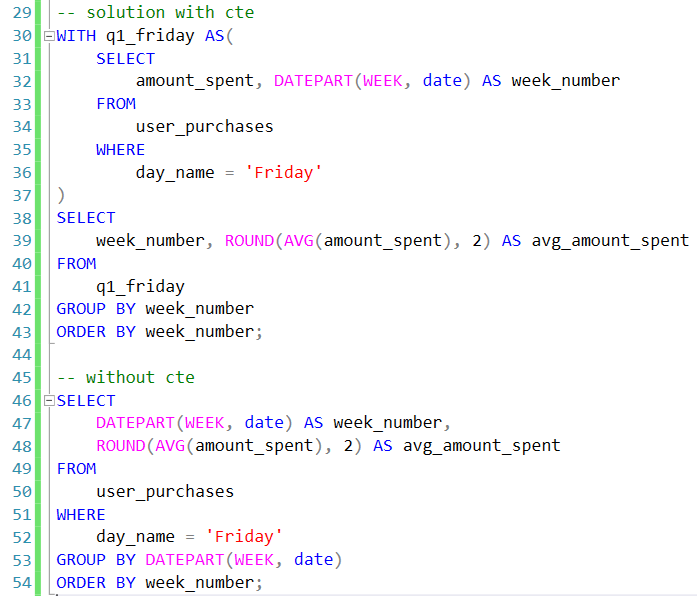 29 -- solution with cte
30 WITH q1_friday AS(
31     SELECT
32         amount_spent, DATEPART(WEEK, date) AS week_number
33     FROM
34         user_purchases
35     WHERE
36         day_name = 'Friday'
37 )
38 SELECT
39     week_number, ROUND(AVG(amount_spent), 2) AS avg_amount_spent
40 FROM
41     q1_friday
42 GROUP BY week_number
43 ORDER BY week_number;
44
45 -- without cte
46 SELECT
47     DATEPART(WEEK, date) AS week_number,
48     ROUND(AVG(amount_spent), 2) AS avg_amount_spent
49 FROM
50     user_purchases
51 WHERE
52     day_name = 'Friday'
53 GROUP BY DATEPART(WEEK, date)
54 ORDER BY week_number;